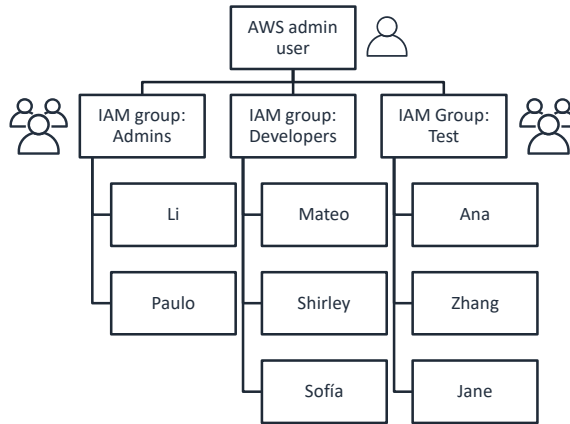 AWS admin
user
IAM group:
Admins
IAM group:
Developers
IAM Group:
Test
Li
Mateo
Ana
Paulo
Shirley
Zhang
Sofía
Jane